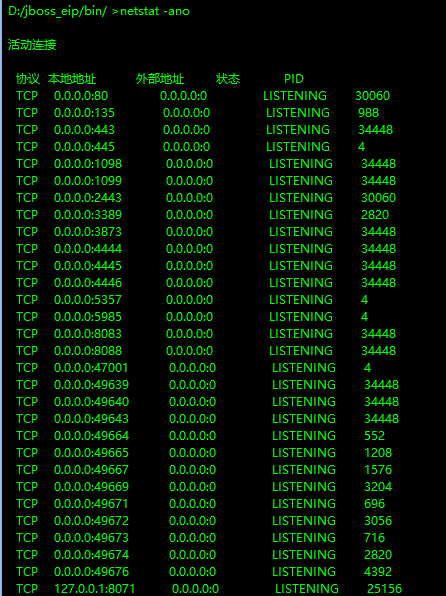 D:/jboss_eip/bin/ >netstat -ano
活动连接
协议 本地地址 外部地址 状态 PID
TCP 0.0.0.0:80 0.0.0.0:0 LISTENING 30060
TCP 0.0.0.0:135 0.0.0.0:0 LISTENING 988
TCP 0.0.0.0:443 0.0.0.0:0 LISTENING 34448
TCP 0.0.0.0:445 0.0.0.0:0 LISTENING 4
TCP 0.0.0.0:1098 0.0.0.0:0 LISTENING 34448
TCP 0.0.0.0:1099 0.0.0.0:0 LISTENING 34448
TCP 0.0.0.0:2443 0.0.0.0:0 LISTENING 30060
TCP 0.0.0.0:3389 0.0.0.0:0 LISTENING 2820
TCP 0.0.0.0:3873 0.0.0.0:0 LISTENING 34448
TCP 0.0.0.0:4444 0.0.0.0:0 LISTENING 34448
TCP 0.0.0.0:4445 0.0.0.0:0 LISTENING 34448
TCP 0.0.0.0:4446 0.0.0.0:0 LISTENING 34448
TCP 0.0.0.0:5357 0.0.0.0:0 LISTENING 4
TCP 0.0.0.0:5985 0.0.0.0:0 LISTENING 4
TCP 0.0.0.0:8083 0.0.0.0:0 LISTENING 34448
TCP 0.0.0.0:8088 0.0.0.0:0 LISTENING 34448
TCP 0.0.0.0:47001 0.0.0.0:0 LISTENING 4
TCP 0.0.0.0:49639 0.0.0.0:0 LISTENING 34448
TCP 0.0.0.0:49640 0.0.0.0:0 LISTENING 34448
TCP 0.0.0.0:49643 0.0.0.0:0 LISTENING 34448
TCP 0.0.0.0:49664 0.0.0.0:0 LISTENING 552
TCP 0.0.0.0:49665 0.0.0.0:0 LISTENING 1208
TCP 0.0.0.0:49667 0.0.0.0:0 LISTENING 1576
TCP 0.0.0.0:49669 0.0.0.0:0 LISTENING 3204
TCP 0.0.0.0:49671 0.0.0.0:0 LISTENING 696
TCP 0.0.0.0:49672 0.0.0.0:0 LISTENING 3056
TCP 0.0.0.0:49673 0.0.0.0:0 LISTENING 716
TCP 0.0.0.0:49674 0.0.0.0:0 LISTENING 2820
TCP 0.0.0.0:49676 0.0.0.0:0 LISTENING 4392
TCP 127.0.0.1:8071 0.0.0.0:0 LISTENING 25156